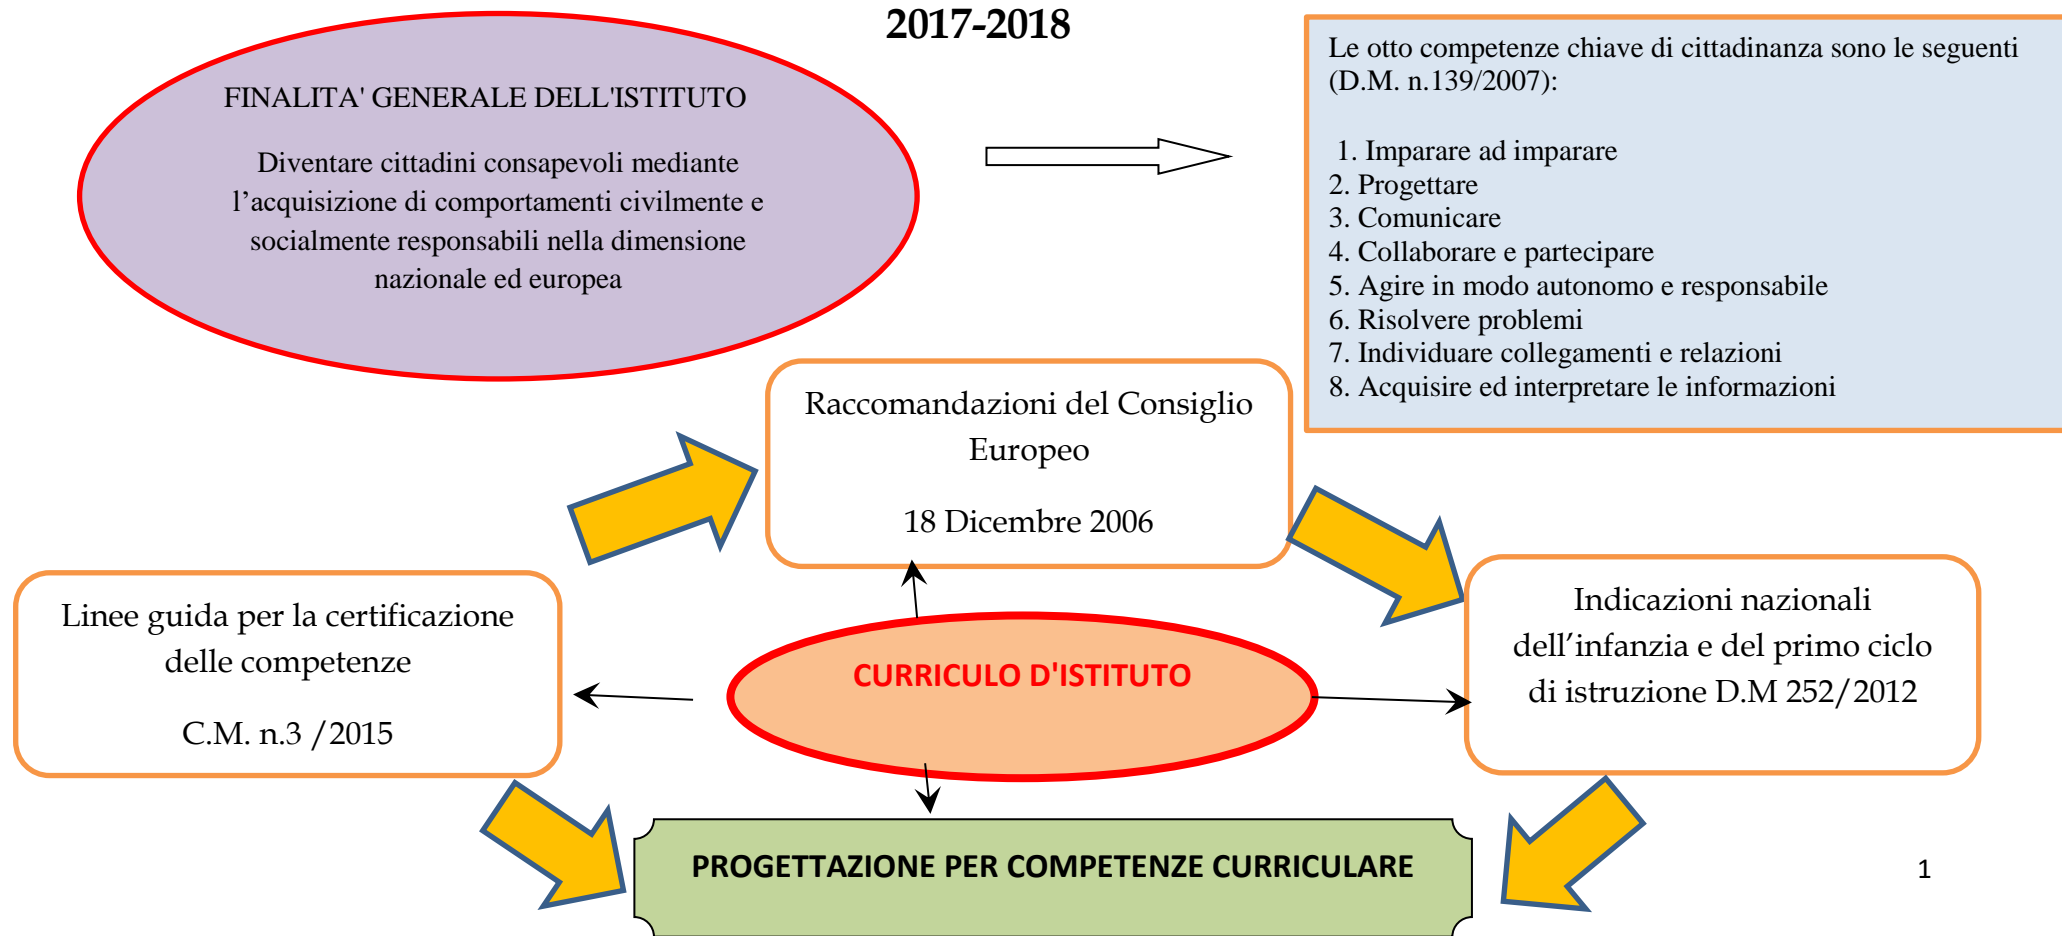 2017-2018
FINALITA' GENERALE DELL'ISTITUTO
Diventare cittadini consapevoli mediante
l’acquisizione di comportamenti civilmente e
socialmente responsabili nella dimensione
nazionale ed europea
Le otto competenze chiave di cittadinanza sono le seguenti
(D.M. n.139/2007):
1. Imparare ad imparare
2. Progettare
3. Comunicare
4. Collaborare e partecipare
5. Agire in modo autonomo e responsabile
6. Risolvere problemi
7. Individuare collegamenti e relazioni
8. Acquisire ed interpretare le informazioni
Raccomandazioni del Consiglio
Europeo
18 Dicembre 2006
Linee guida per la certificazione
delle competenze
C.M. n.3 /2015
CURRICULO D'ISTITUTO
Indicazioni nazionali
dell’infanzia e del primo ciclo
di istruzione D.M 252/2012
PROGETTAZIONE PER COMPETENZE CURRICULARE
1